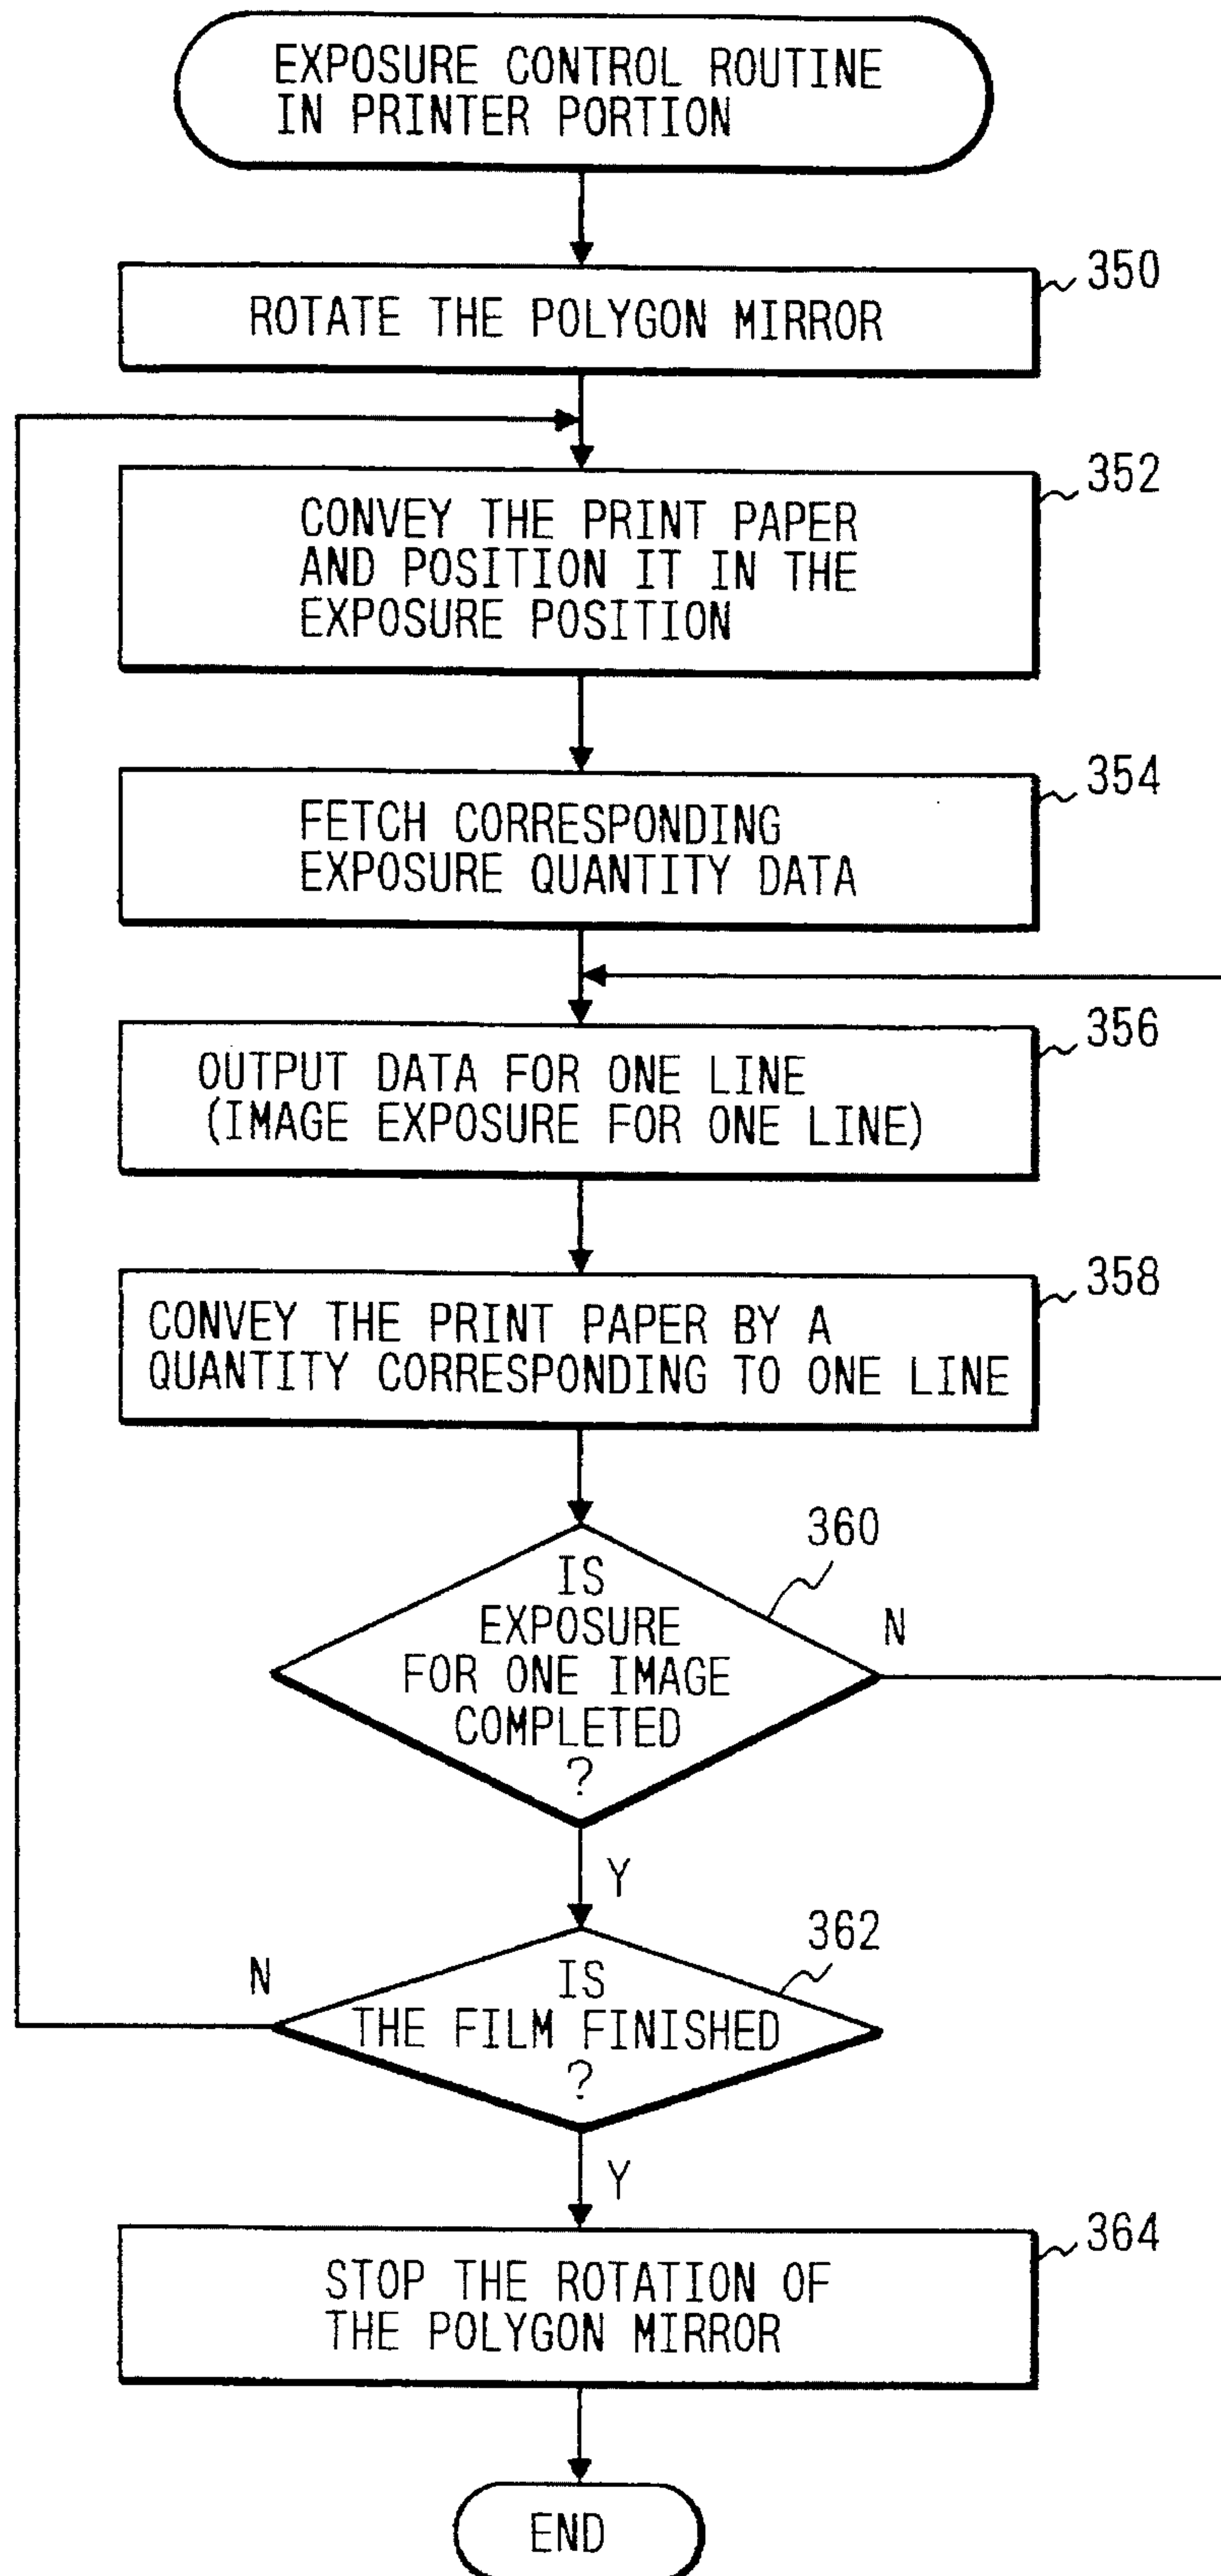 EXPOSURE CONTROL ROUTINE
IN PRINTER PORTION
350
ROTATE THE POLYGON MIRROR
352
CONVEY THE PRINT PAPER
AND POSITION IT IN THE
EXPOSURE POSITION
354
FETCH CORRESPONDING
EXPOSURE QUANTITY DATA
356
OUTPUT DATA FOR ONE LINE
(IMAGE EXPOSURE FOR ONE LINE)
358
CONVEY THE PRINT PAPER BY A
QUANTITY CORRESPONDING TO ONE LINE
360
IS
EXPOSURE
FOR ONE IMAGE
COMPLETED
?
N
Y
362
N
IS
THE FILM FINISHED
?
Y
364
STOP THE ROTATION OF
THE POLYGON MIRROR
END